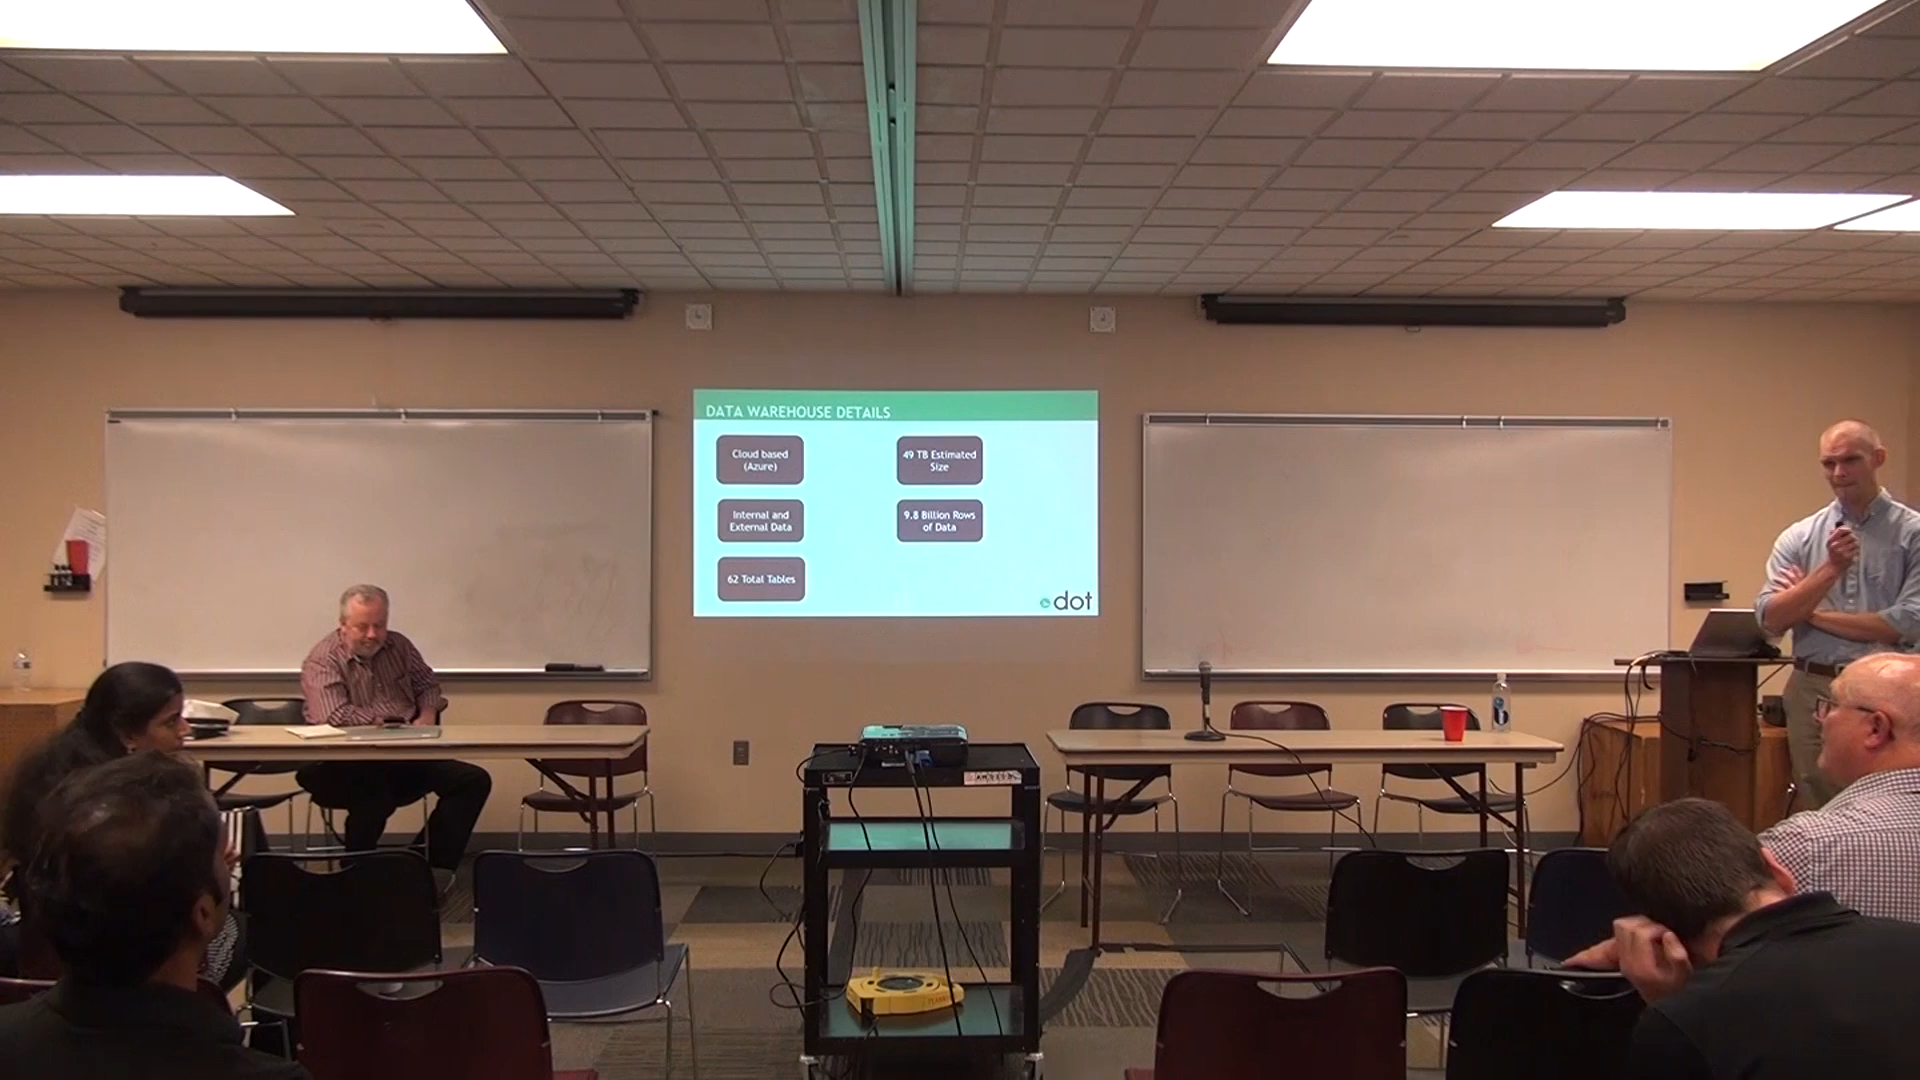 DATA WAREHOUSE DETAILS
Cloud based
(Azure)
49 TB Estimated
Size
Internal and
External Data
9.8 Billion Rows
of Data
62 Total Tables
dot